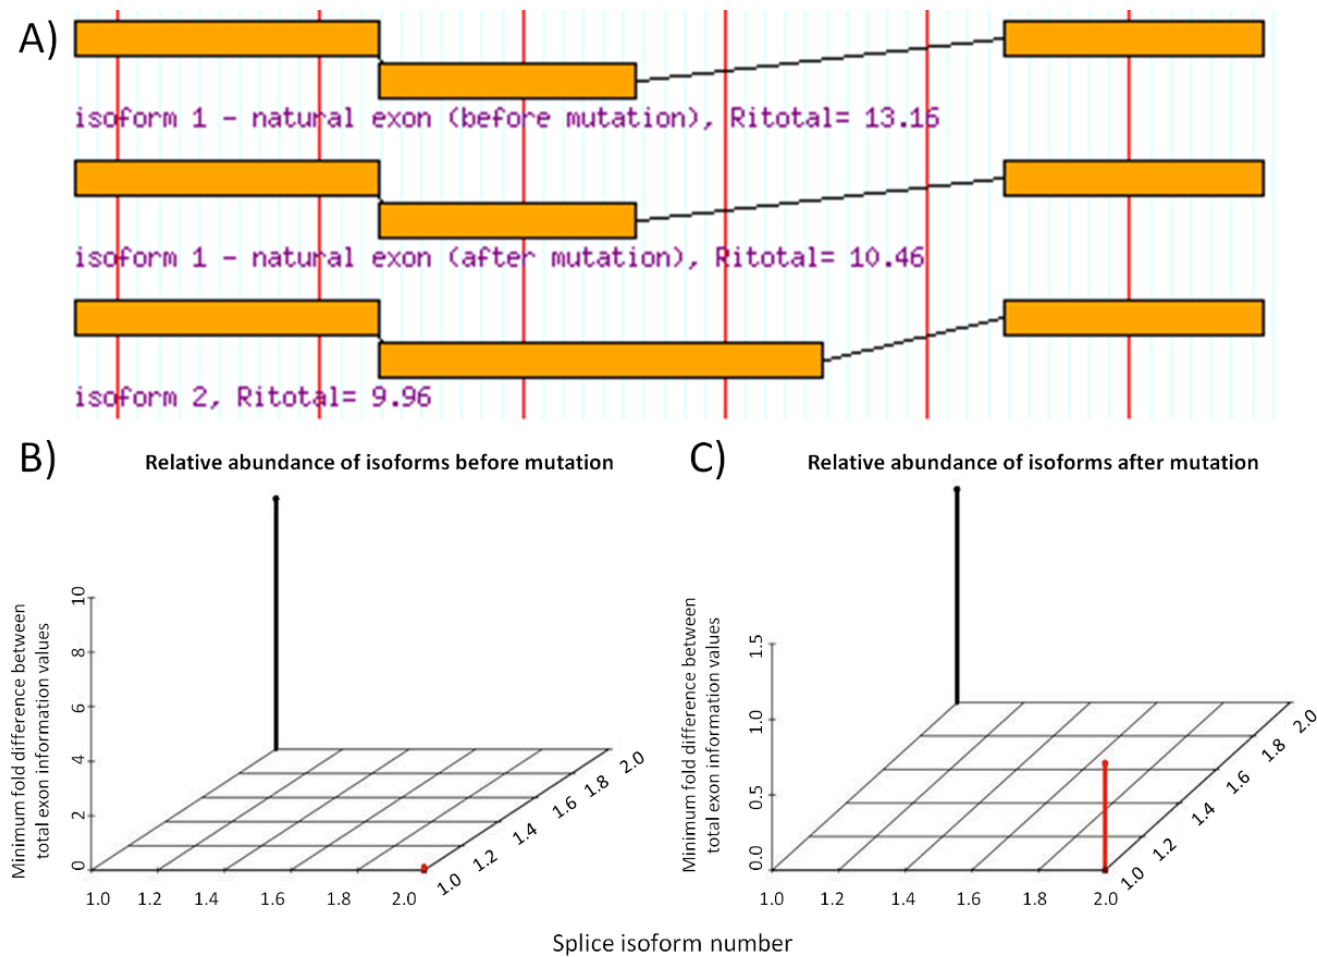 A)
isoform 1 - natural exon (before mutation), Ritotal= 13.16
isoform 1 - natural exon (after mutation), Ritotal= 10.46
isoform 2, Ritotal= 9.96
B)
Relative abundance of isoforms before mutation
Minimum fold difference between
total exon information values
10
8
6
4
2
0
1.0 1.2 1.4 1.6 1.8 2.0
1.0 1.2 1.4 1.6 1.8 2.0
C)
Relative abundance of isoforms after mutation
Minimum fold difference between
total exon information values
1.5
1.0
0.5
0.0
1.0 1.2 1.4 1.6 1.8 2.0
1.0 1.2 1.4 1.6 1.8 2.0
Splice isoform number